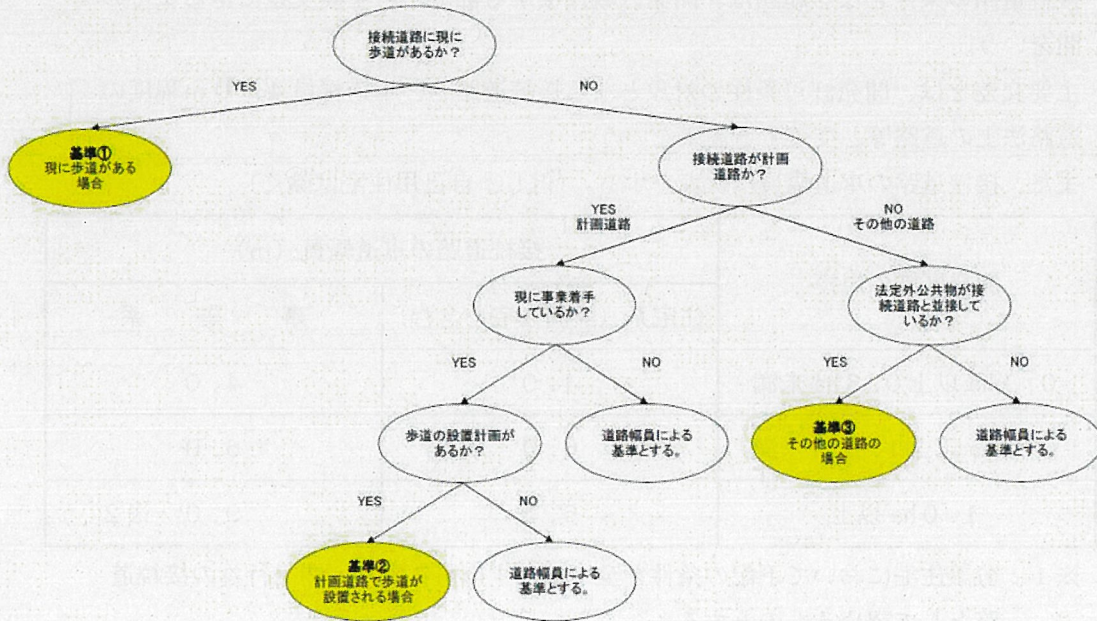 接続道路に現に
歩道があるか？
YES
NO
基準①
現に歩道がある
場合
接続道路が計画
道路か？
YES
計画道路
NO
その他の道路
現に事業着手
しているか？
法定外公共物が接
続道路と並接して
いるか？
YES
NO
YES
NO
歩道の設置計画が
あるか？
道路幅員による
基準とする。
基準③
その他の道路の
場合
道路幅員による
基準とする。
YES
NO
基準②
計画道路で歩道が
設置される場合
道路幅員による
基準とする。